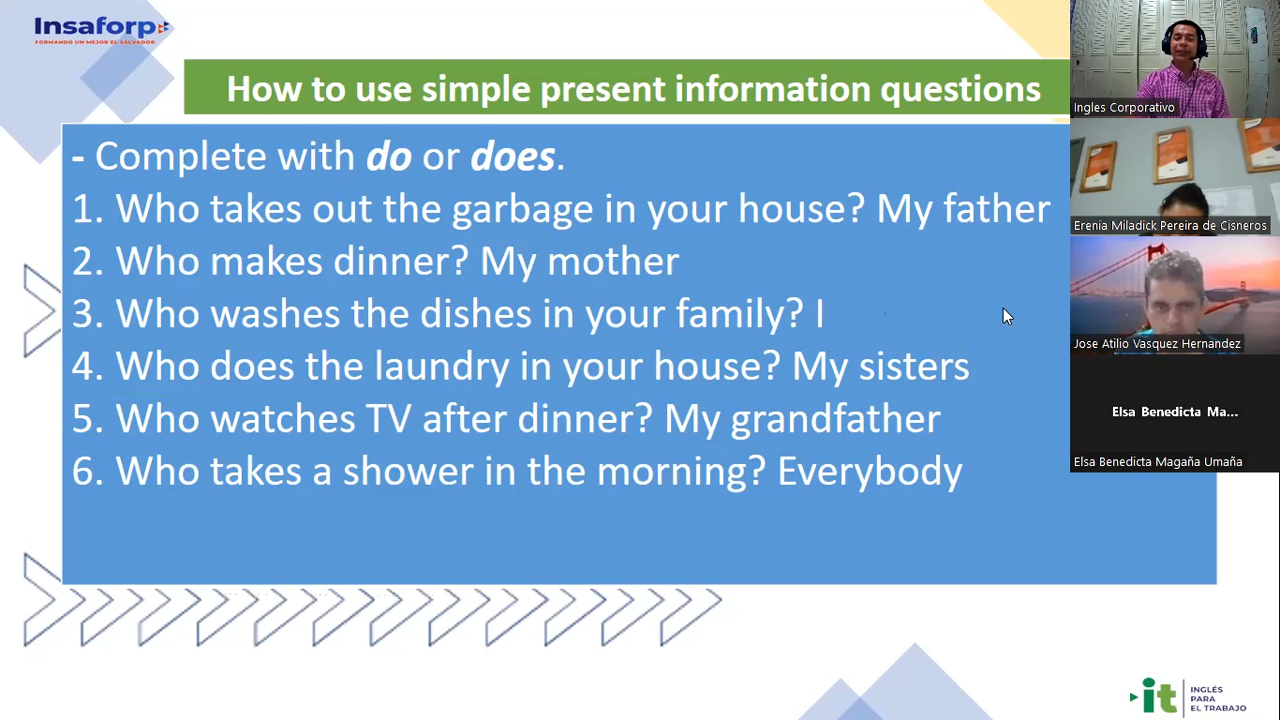 Insaforp
FORMANDO UN MEJOR EL SALVADOR
How to use simple present information questions
- Complete with do or does.
1. Who takes out the garbage in your house? My father
2. Who makes dinner? My mother
3. Who washes the dishes in your family? I
4. Who does the laundry in your house? My sisters
5. Who watches TV after dinner? My grandfather
6. Who takes a shower in the morning? Everybody
Ingles Corporativo
Erenia Miladick Pereira de Cisneros
Jose Atilio Vasquez Hernandez
Elsa Benedicta Ma...
Elsa Benedicta Magaña Umaña
it
INGLÉS
PARA
EL TRABAJO